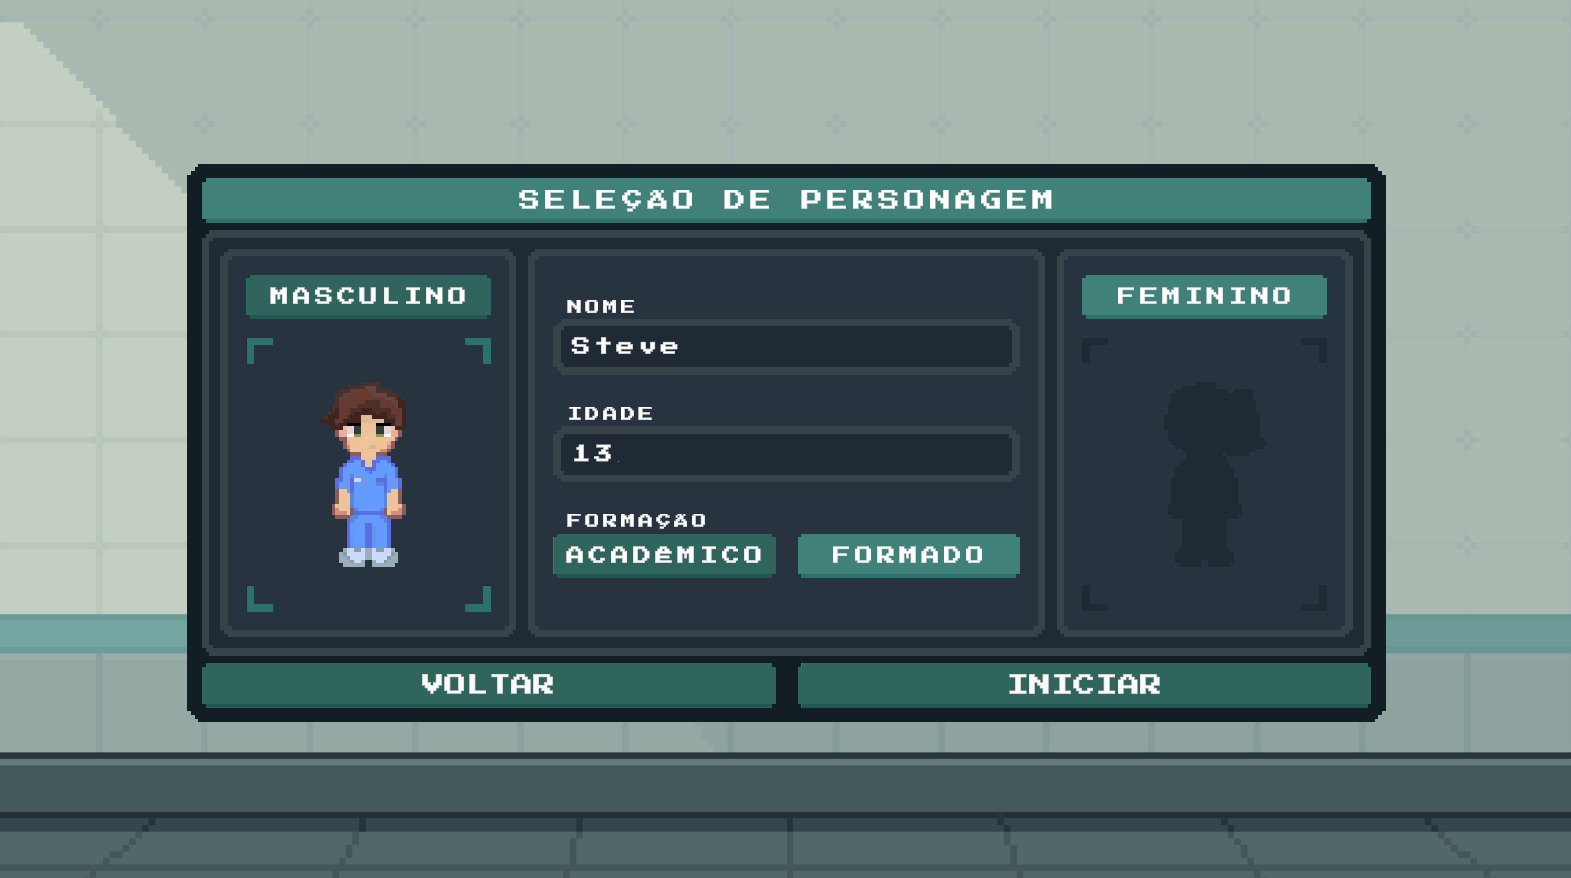 SELEÇÃO DE PERSONAGEM
MASCULINO
NOME
Steve
IDADE
13
FORMAÇÃO
ACADÊMICO FORMADO
FEMININO
VOLTAR INICIAR